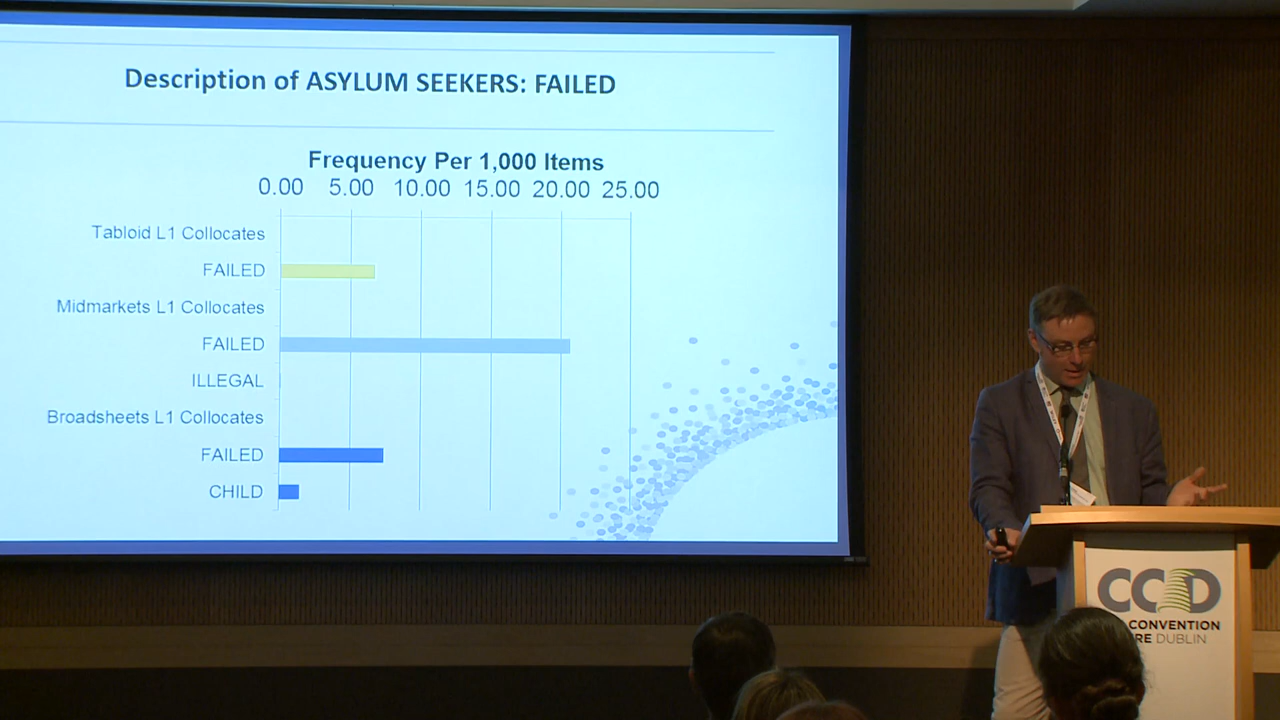 Description of ASYLUM SEEKERS: FAILED
Frequency Per 1,000 Items
0.00 5.00 10.00 15.00 20.00 25.00
Tabloid L1 Collocates
FAILED
Midmarkets L1 Collocates
FAILED
ILLEGAL
Broadsheets L1 Collocates
FAILED
CHILD
CCD
CONVENTION
RE DUBLIN